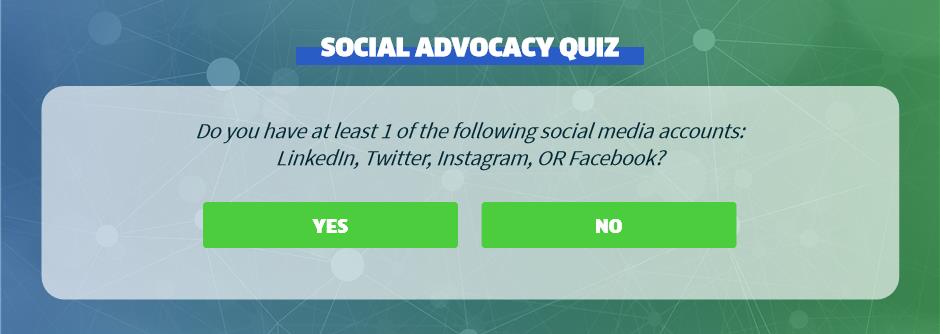 SOCIAL ADVOCACY QUIZ
Do you have at least 1 of the following social media accounts:
LinkedIn, Twitter, Instagram, OR Facebook?
YES
NO